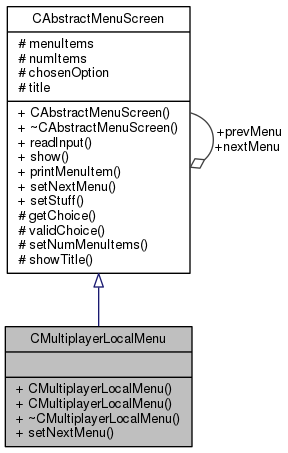 CAbstractMenuScreen
# menuItems
# numItems
# chosenOption
# title
+ CAbstractMenuScreen()
+ ~CAbstractMenuScreen()
+ readInput()
+ show()
+ printMenuItem()
+ setNextMenu()
+ setStuff()
# getChoice()
# validChoice()
# setNumMenuItems()
# showTitle()
+prevMenu
+nextMenu
CMultiplayerLocalMenu
+ CMultiplayerLocalMenu()
+ CMultiplayerLocalMenu()
+ ~CMultiplayerLocalMenu()
+ setNextMenu()